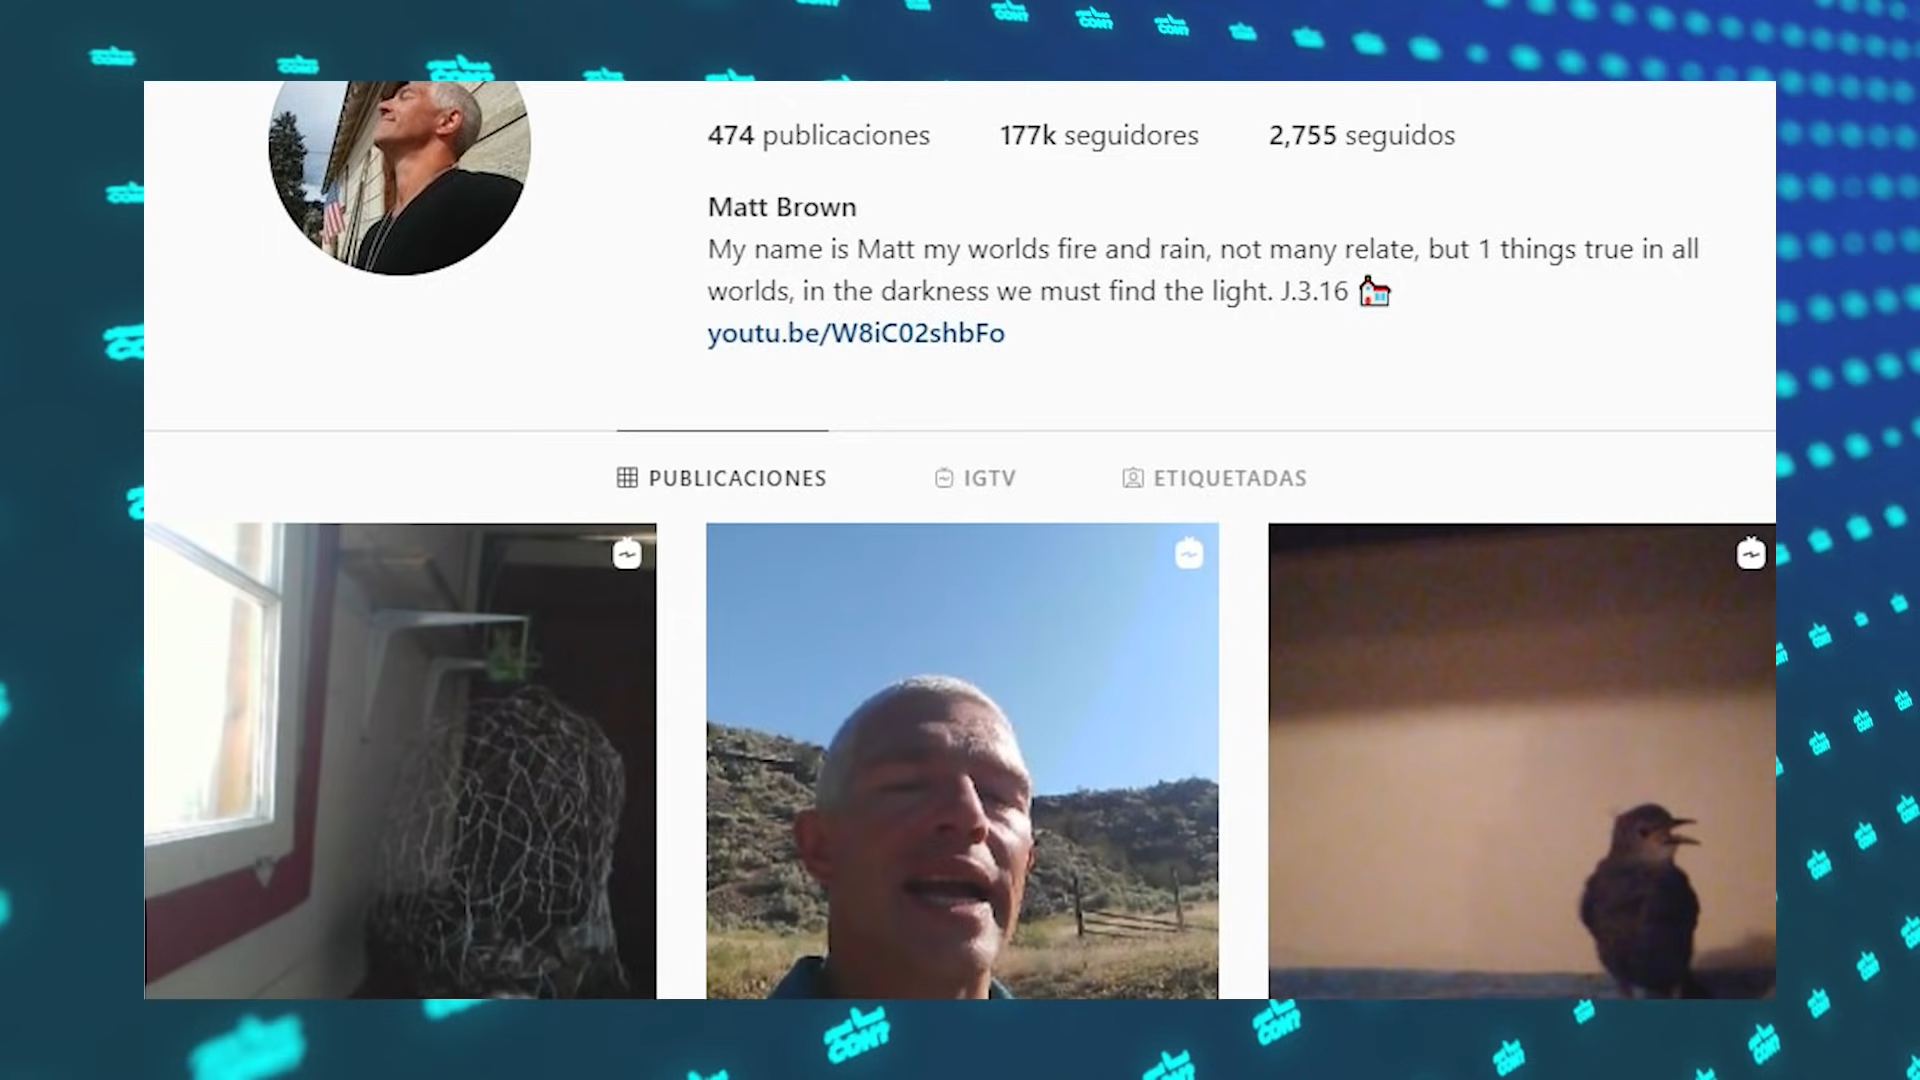 474 publicaciones 177k seguidores 2,755 seguidos
Matt Brown
My name is Matt my worlds fire and rain, not many relate, but 1 things true in all
worlds, in the darkness we must find the light. J.3.16
youtu.be/W8iC02shbFo
PUBLICACIONES IGTV ETIQUETADAS